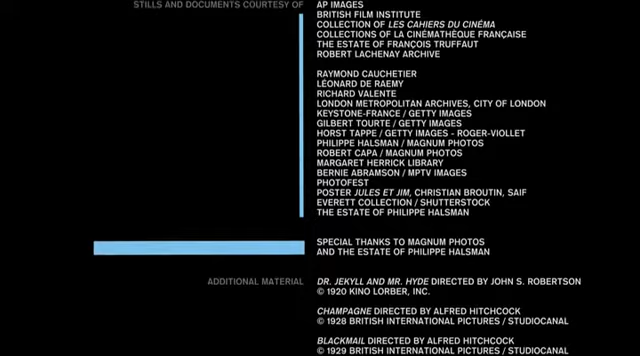 STILLS AND DOCUMENTS COURTESY OF AP IMAGES
BRITISH FILM INSTITUTE
COLLECTION OF LES CAHIERS DU CINÉMA
COLLECTIONS OF LA CINÉMATHÈQUE FRANÇAISE
THE ESTATE OF FRANÇOIS TRUFFAUT
ROBERT LACHENAY ARCHIVE
RAYMOND CAUCHETIER
LÉONARD DE RAEMY
RICHARD VALENTE
LONDON METROPOLITAN ARCHIVES, CITY OF LONDON
KEYSTONE-FRANCE / GETTY IMAGES
GILBERT TOURTE / GETTY IMAGES
HORST TAPPE / GETTY IMAGES - ROGER-VIOLLET
PHILIPPE HALSMAN / MAGNUM PHOTOS
ROBERT CAPA / MAGNUM PHOTOS
MARGARET HERRICK LIBRARY
BERNIE ABRAMSON / MPTV IMAGES
PHOTOFEST
POSTER JULES ET JIM, CHRISTIAN BROUTIN, SAIF
EVERETT COLLECTION / SHUTTERSTOCK
THE ESTATE OF PHILIPPE HALSMAN
SPECIAL THANKS TO MAGNUM PHOTOS
AND THE ESTATE OF PHILIPPE HALSMAN
ADDITIONAL MATERIAL DR. JEKYLL AND MR. HYDE DIRECTED BY JOHN S. ROBERTSON
© 1920 KINO LORBER, INC.
CHAMPAGNE DIRECTED BY ALFRED HITCHCOCK
© 1928 BRITISH INTERNATIONAL PICTURES / STUDIOCANAL
BLACKMAIL DIRECTED BY ALFRED HITCHCOCK
© 1929 BRITISH INTERNATIONAL PICTURES / STUDIOCANAL